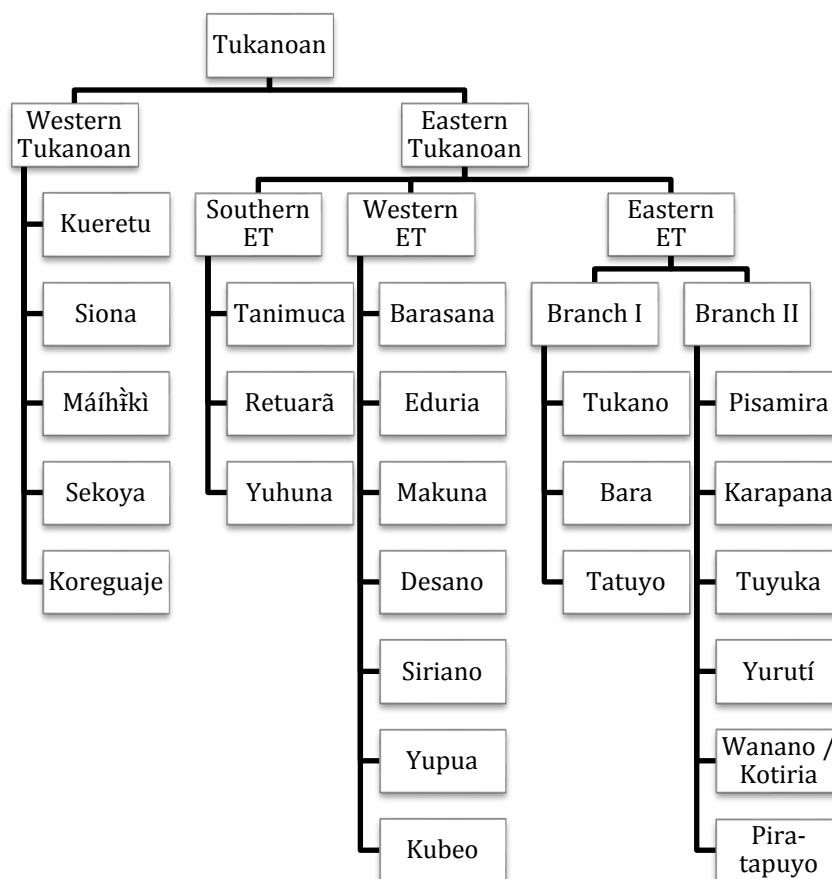 Tukanoan
Western
Tukanoan
Eastern
Tukanoan
Kueretu
Siona
Máíhɨ̃̀kì
Sekoya
Koreguaje
Southern
ET
Tanimuca
Retuarã
Yuhuna
Western
ET
Barasana
Eduria
Makuna
Desano
Siriano
Yupua
Kubeo
Eastern
ET
Branch I
Tukano
Bara
Tatuyo
Branch II
Pisamira
Karapana
Tuyuka
Yurutí
Wanano /
Kotiria
Pira-
tapuyo